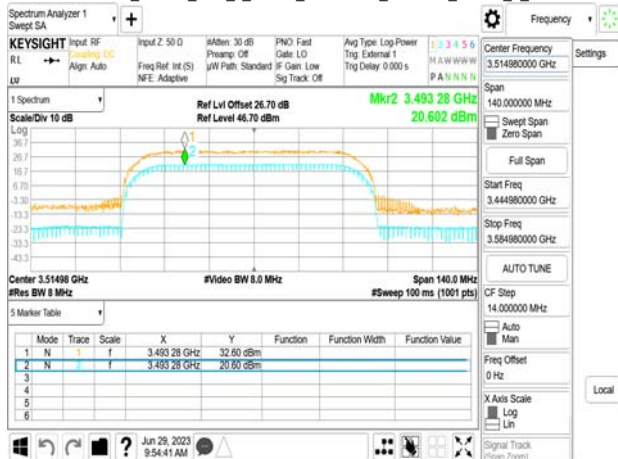 Spectrum Analyzer 1
Swept SA
Frequency
KEYSIGHT
Input: RF
Coupling: DC
Align: Auto
Input Z: 50 Ω
Freq Ref: Int (S)
NFE: Adaptive
#Atten: 30 dB
Preamp: Off
µW Path: Standard
PNO: Fast
Gate: LO
IF Gain: Low
Sig Track: Off
Avg Type: Log-Power
Trig: External 1
Trig Delay: 0.000 s
1 2 3 4 5 6
M A W W W W
P A N N N N
RL
1 Spectrum
Scale/Div 10 dB
Ref Lvl Offset 26.70 dB
Ref Level 46.70 dBm
Mkr2 3.493 28 GHz
20.602 dBm
Log
36.7
26.7
16.7
6.70
-3.30
-13.3
-23.3
-33.3
-43.3
1
2
Center 3.51498 GHz
#Res BW 8 MHz
#Video BW 8.0 MHz
Span 140.0 MHz
#Sweep 100 ms (1001 pts)
5 Marker Table
Mode Trace Scale X Y Function Function Width Function Value
1 N 1 f 3.493 28 GHz 32.60 dBm
2 N 2 f 3.493 28 GHz 20.60 dBm
3
4
5
6
Jun 29, 2023
9:54:41 AM
Center Frequency
3.514980000 GHz
Settings
Span
140.000000 MHz
Swept Span
Zero Span
Full Span
Start Freq
3.444980000 GHz
Stop Freq
3.584980000 GHz
AUTO TUNE
CF Step
14.000000 MHz
Auto
Man
Freq Offset
0 Hz
X Axis Scale
Log
Lin
Local
Signal Track
(Span Zoom)